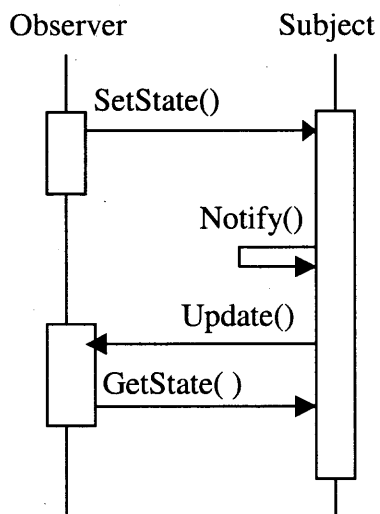 Observer Subject
SetState()
Notify()
Update()
GetState( )